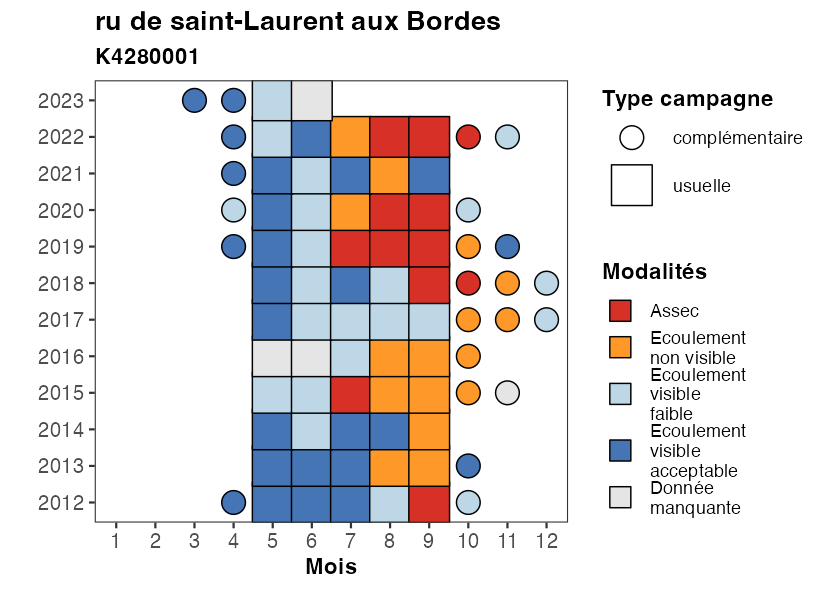 ru de saint-Laurent aux Bordes
K4280001
2023
2022
2021
2020
2019
2018
2017
2016
2015
2014
2013
2012
1 2 3 4 5 6 7 8 9 10 11 12
Mois
Type campagne
complémentaire
usuelle
Modalités
Assec
Ecoulement
non visible
Ecoulement
visible
faible
Ecoulement
visible
acceptable
Donnée
manquante